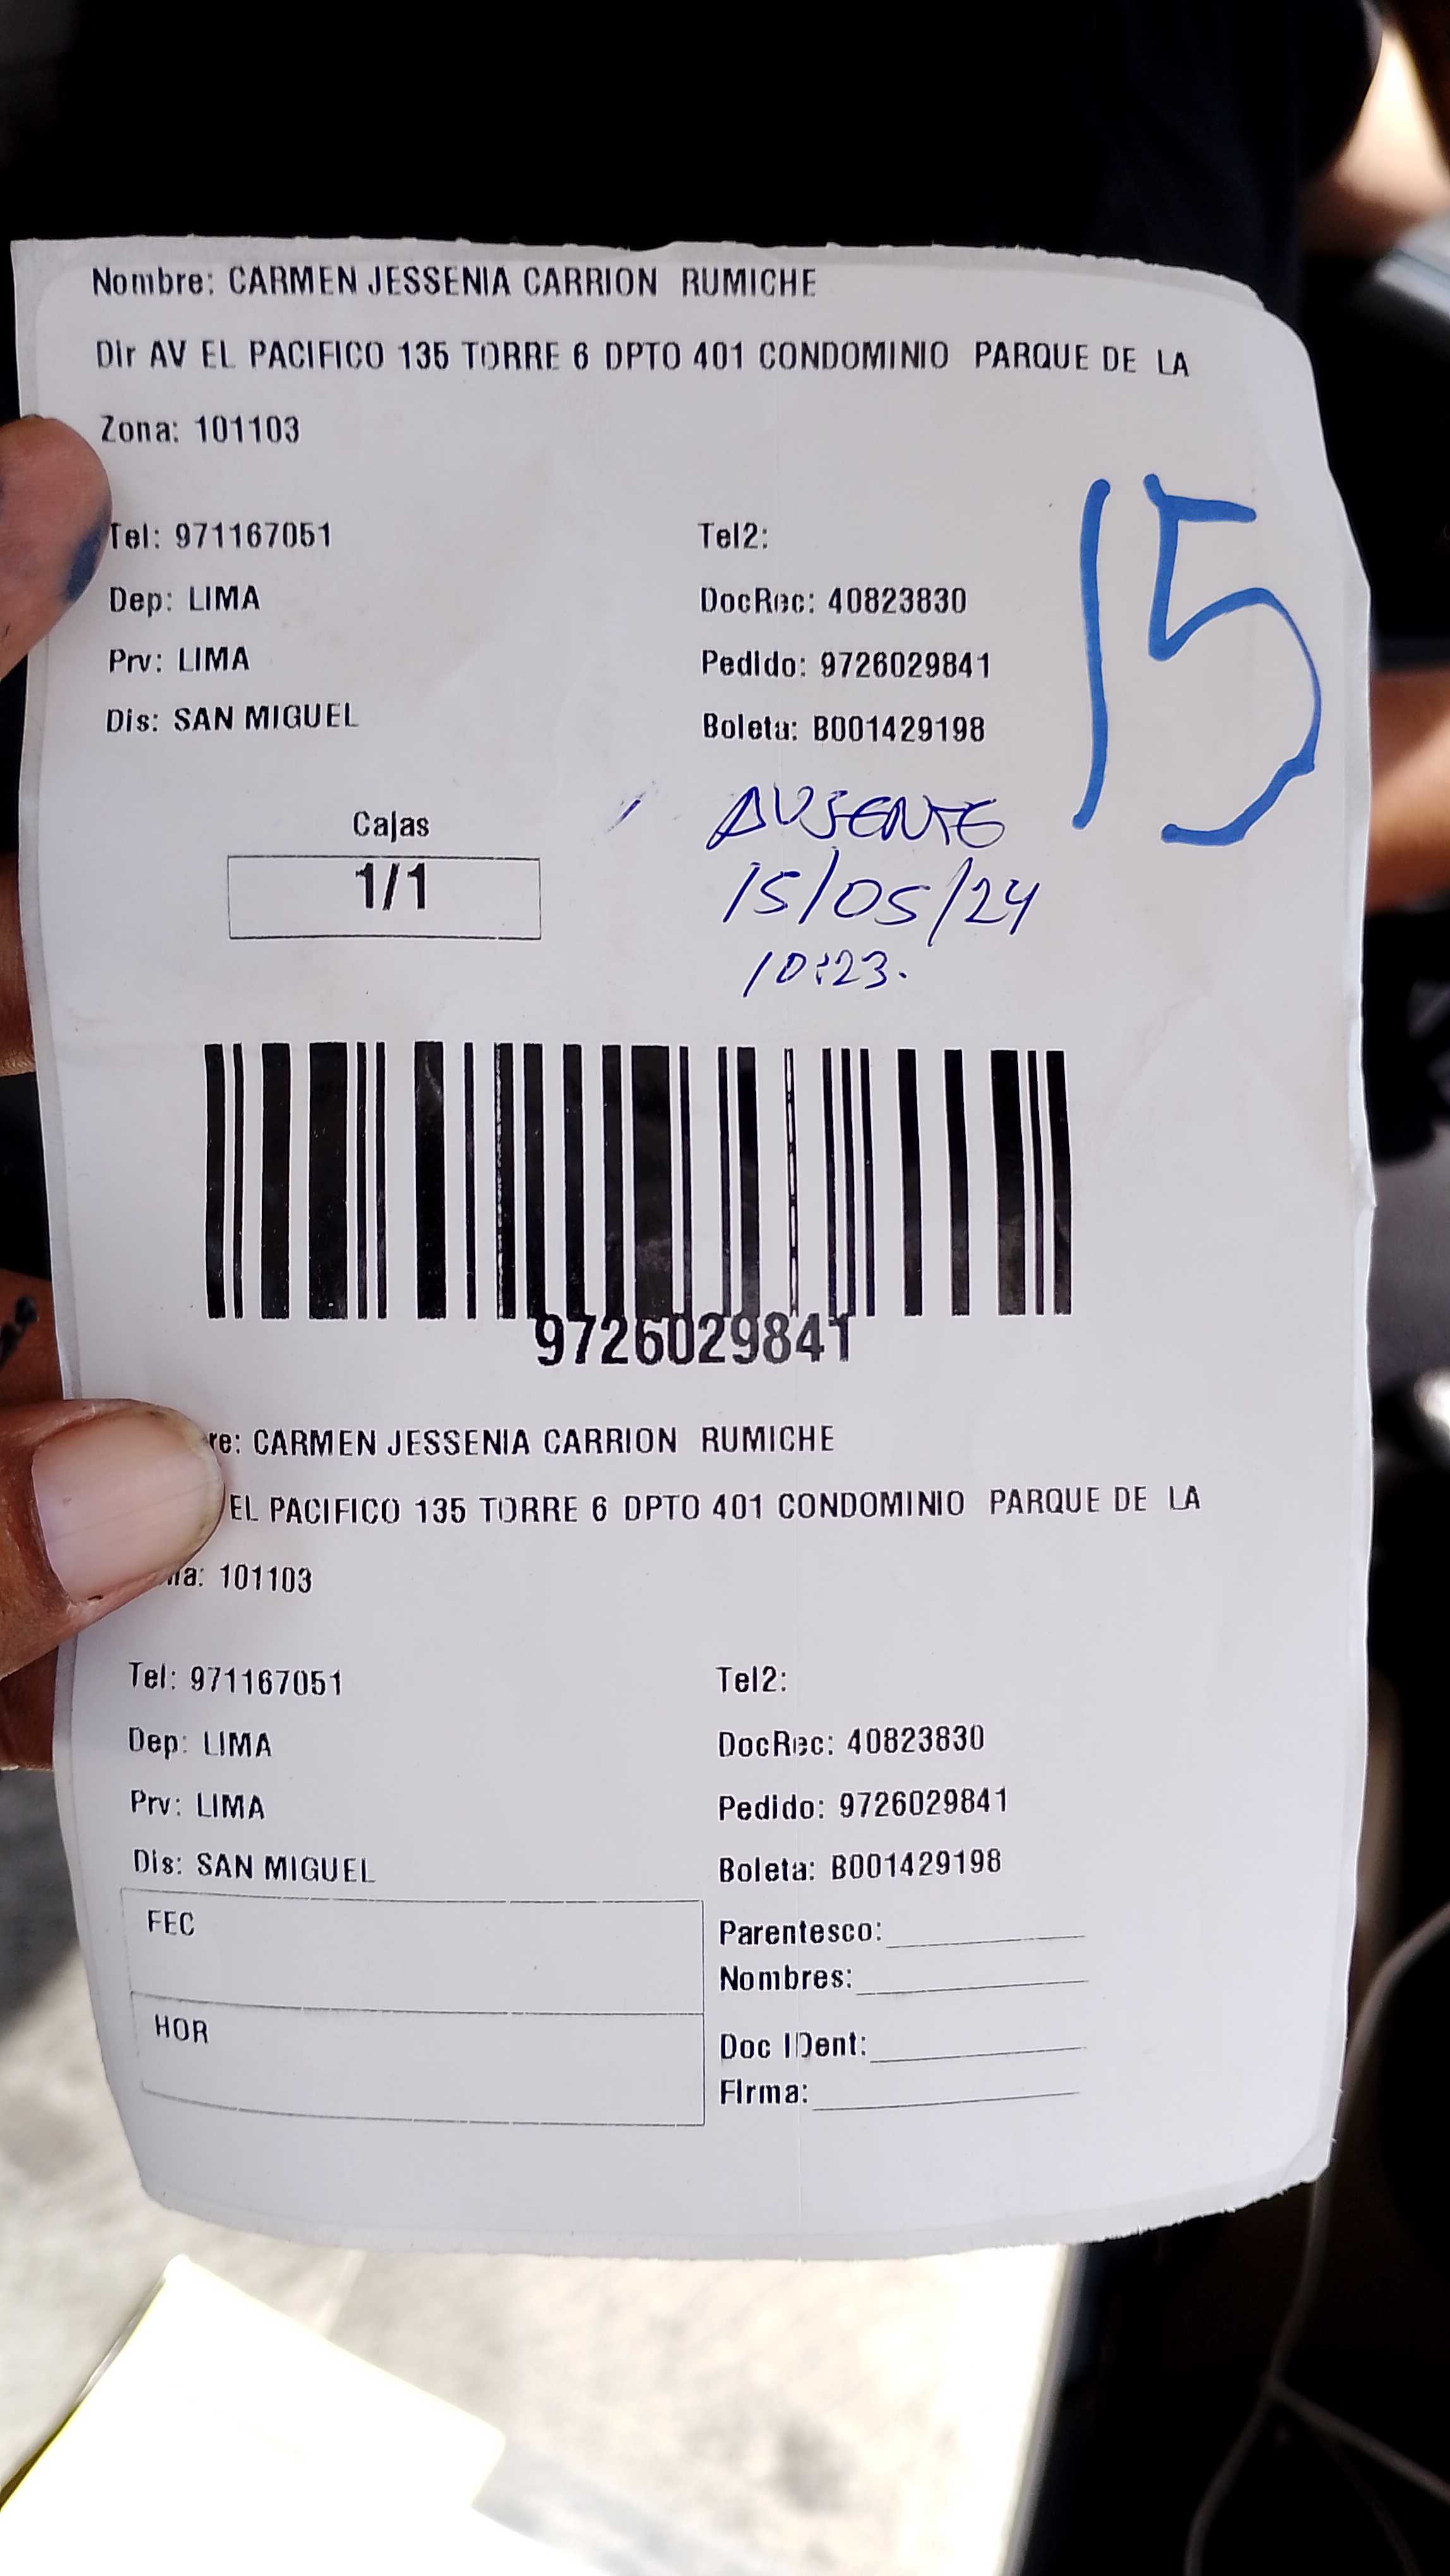 Nombre: CARMEN JESSENIA CARRION RUMICHE
Dir AV EL PACIFICO 135 TORRE 6 DPTO 401 CONDOMINIO PARQUE DE LA
Zona: 101103
Tel: 971167051
Tel2:
Dep: LIMA
DocRec: 40823830
Prv: LIMA
Pedido: 9726029841
Dis: SAN MIGUEL
Boleta: B001429198
15
Cajas
1/1
AUSENTE
15/05/24
10:23.
9726029841
re: CARMEN JESSENIA CARRION RUMICHE
EL PACIFICO 135 TORRE 6 DPTO 401 CONDOMINIO PARQUE DE LA
na: 101103
Tel: 971167051
Tel2:
Dep: LIMA
DocRec: 40823830
Prv: LIMA
Pedido: 9726029841
Dis: SAN MIGUEL
Boleta: B001429198
FEC
Parentesco:
Nombres:
HOR
Doc IDent:
Firma: